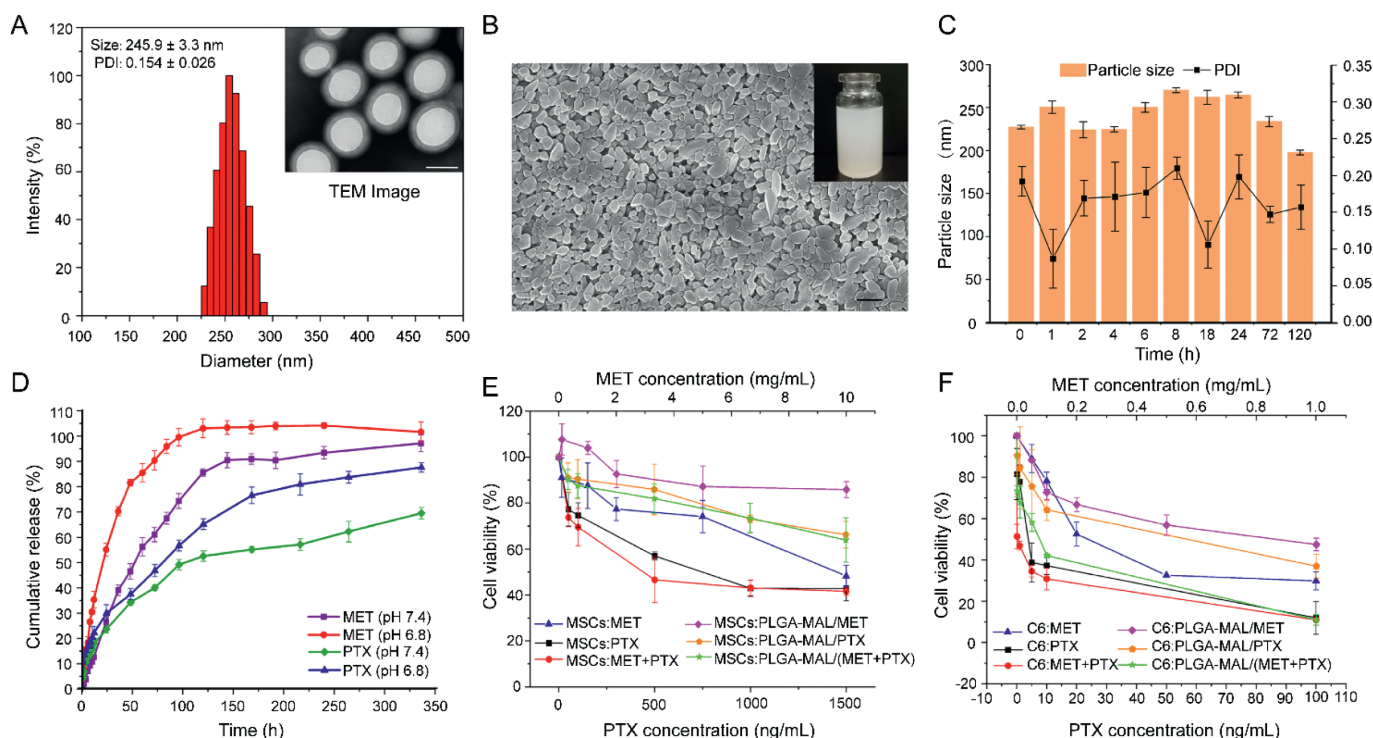 A
Size: 245.9 ± 3.3 nm
PDI: 0.154 ± 0.026
TEM Image
Intensity (%)
120
100
80
60
40
20
0
100 150 200 250 300 350 400 450 500
Diameter (nm)
B
C
Particle size PDI
Particle size (nm)
300
250
200
150
100
50
0
0.35
0.30
0.25
0.20
0.15
0.10
0.05
0.00
0 1 2 4 6 8 18 24 72 120
Time (h)
D
Cumulative release (%)
110
100
90
80
70
60
50
40
30
20
10
0
MET (pH 7.4)
MET (pH 6.8)
PTX (pH 7.4)
PTX (pH 6.8)
0 50 100 150 200 250 300 350
Time (h)
E
MET concentration (mg/mL)
0 2 4 6 8 10
Cell viability (%)
120
100
80
60
40
20
0
MSCs:MET MSCs:PLGA-MAL/MET
MSCs:PTX MSCs:PLGA-MAL/PTX
MSCs:MET+PTX MSCs:PLGA-MAL/(MET+PTX)
0 500 1000 1500
PTX concentration (ng/mL)
F
MET concentration (mg/mL)
0.0 0.2 0.4 0.6 0.8 1.0
Cell viability (%)
100
80
60
40
20
0
-20
C6:MET C6:PLGA-MAL/MET
C6:PTX C6:PLGA-MAL/PTX
C6:MET+PTX C6:PLGA-MAL/(MET+PTX)
-10 0 10 20 30 40 50 60 70 80 90 100 110
PTX concentration (ng/mL)